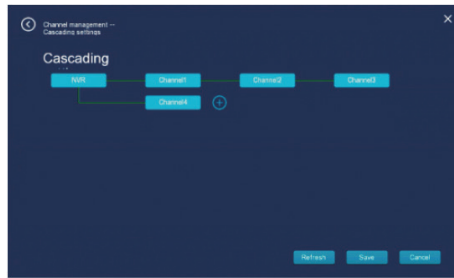 Channel management --
Cascading settings
Cascading
NVR Channel1 Channel2 Channel3
Channel4
Refresh Save Cancel